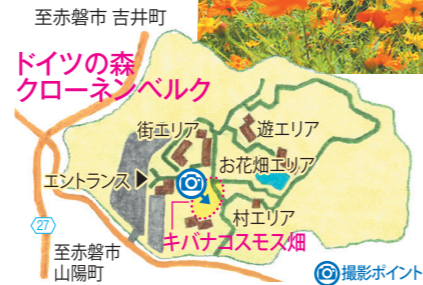 至赤磐市 吉井町
ドイツの森
クローネンベルク
街エリア
遊エリア
お花畑エリア
エントランス
村エリア
キバナコスモス畑
27
至赤磐市
山陽町
撮影ポイント